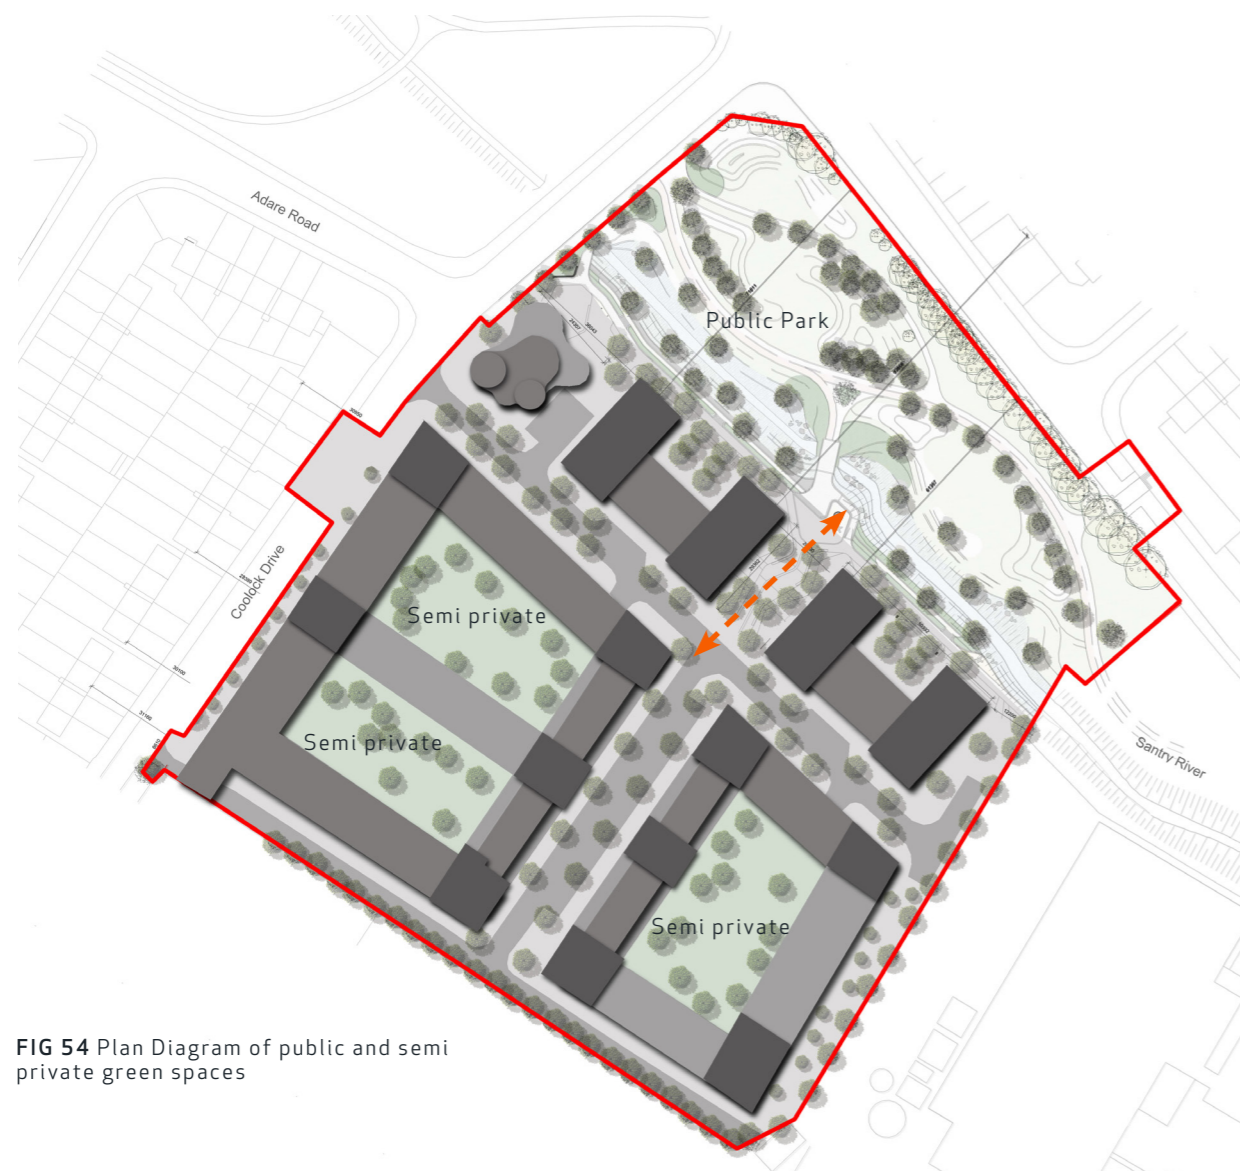 Adare Road
Public Park
Coolock Drive
Semi private
Semi private
Santry River
Semi private
FIG 54 Plan Diagram of public and semi
private green spaces